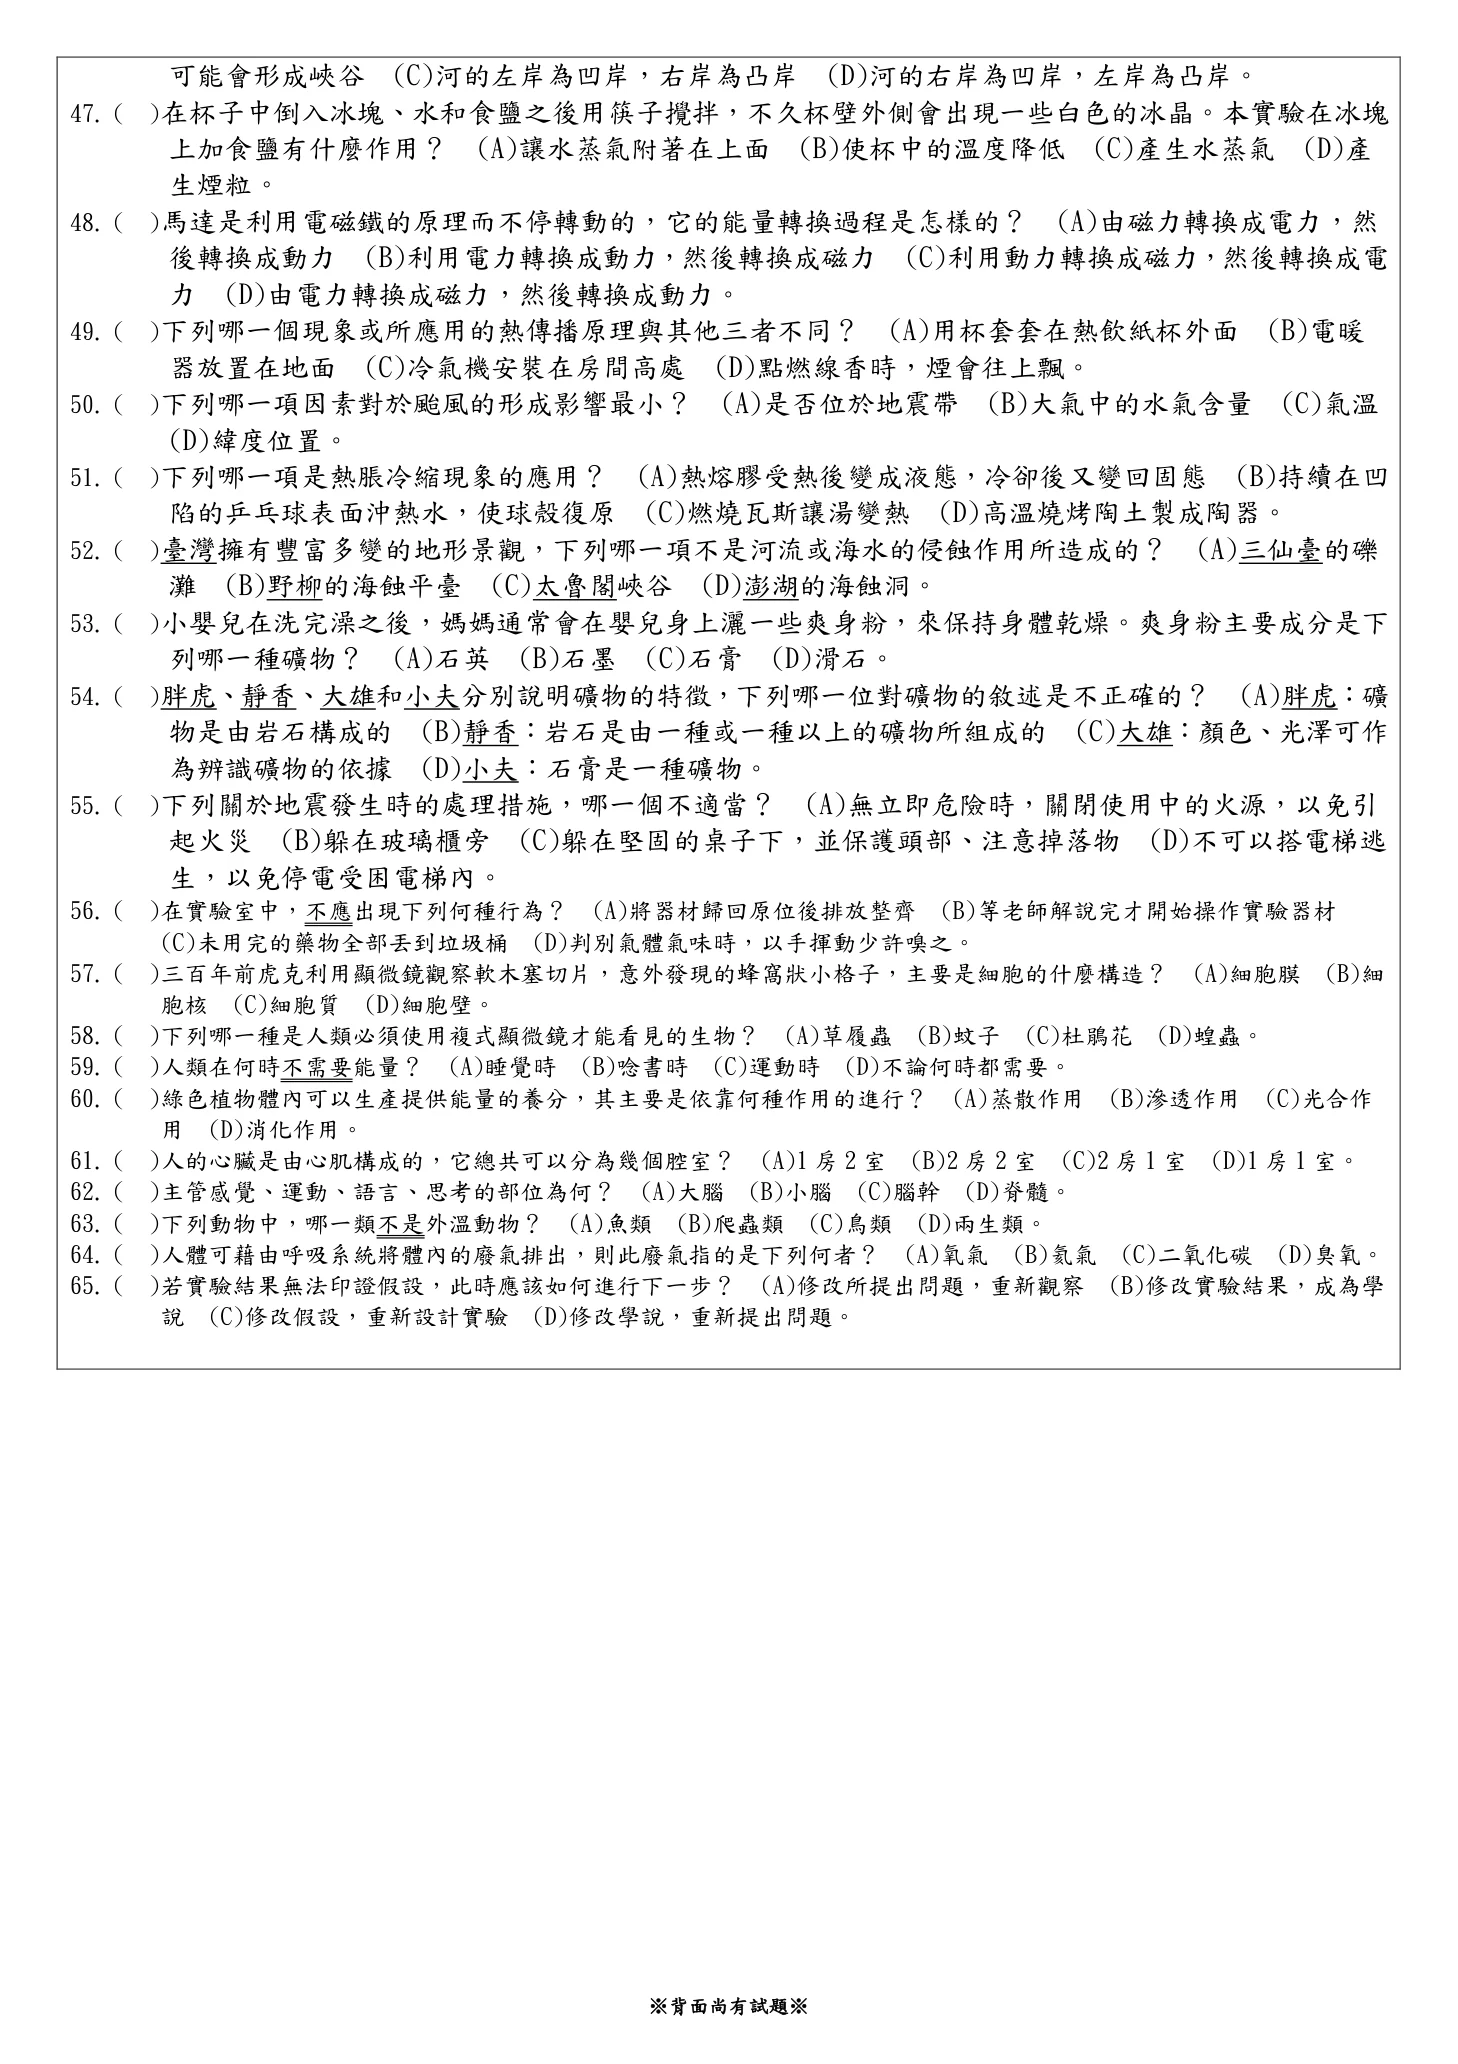 可能會形成峽谷　(C)河的左岸為凹岸，右岸為凸岸　(D)河的右岸為凹岸，左岸為凸岸。
47. (　)在杯子中倒入冰塊、水和食鹽之後用筷子攪拌，不久杯壁外側會出現一些白色的冰晶。本實驗在冰塊
上加食鹽有什麼作用？　(A)讓水蒸氣附著在上面　(B)使杯中的溫度降低　(C)產生水蒸氣　(D)產
生煙粒。
48. (　)馬達是利用電磁鐵的原理而不停轉動的，它的能量轉換過程是怎樣的？　(A)由磁力轉換成電力，然
後轉換成動力　(B)利用電力轉換成動力，然後轉換成磁力　(C)利用動力轉換成磁力，然後轉換成電
力　(D)由電力轉換成磁力，然後轉換成動力。
49. (　)下列哪一個現象或所應用的熱傳播原理與其他三者不同？　(A)用杯套套在熱飲紙杯外面　(B)電暖
器放置在地面　(C)冷氣機安裝在房間高處　(D)點燃線香時，煙會往上飄。
50. (　)下列哪一項因素對於颱風的形成影響最小？　(A)是否位於地震帶　(B)大氣中的水氣含量　(C)氣溫
(D)緯度位置。
51. (　)下列哪一項是熱脹冷縮現象的應用？　(A)熱熔膠受熱後變成液態，冷卻後又變回固態　(B)持續在凹
陷的乒乓球表面沖熱水，使球殼復原　(C)燃燒瓦斯讓湯變熱　(D)高溫燒烤陶土製成陶器。
52. (　)臺灣擁有豐富多變的地形景觀，下列哪一項不是河流或海水的侵蝕作用所造成的？　(A)三仙臺的礫
灘　(B)野柳的海蝕平臺　(C)太魯閣峽谷　(D)澎湖的海蝕洞。
53. (　)小嬰兒在洗完澡之後，媽媽通常會在嬰兒身上灑一些爽身粉，來保持身體乾燥。爽身粉主要成分是下
列哪一種礦物？　(A)石英　(B)石墨　(C)石膏　(D)滑石。
54. (　)胖虎、靜香、大雄和小夫分別說明礦物的特徵，下列哪一位對礦物的敘述是不正確的？　(A)胖虎：礦
物是由岩石構成的　(B)靜香：岩石是由一種或一種以上的礦物所組成的　(C)大雄：顏色、光澤可作
為辨識礦物的依據　(D)小夫：石膏是一種礦物。
55. (　)下列關於地震發生時的處理措施，哪一個不適當？　(A)無立即危險時，關閉使用中的火源，以免引
起火災　(B)躲在玻璃櫃旁　(C)躲在堅固的桌子下，並保護頭部、注意掉落物　(D)不可以搭電梯逃
生，以免停電受困電梯內。
56. (　)在實驗室中，不應出現下列何種行為？　(A)將器材歸回原位後排放整齊　(B)等老師解說完才開始操作實驗器材
(C)未用完的藥物全部丟到垃圾桶　(D)判別氣體氣味時，以手揮動少許嗅之。
57. (　)三百年前虎克利用顯微鏡觀察軟木塞切片，意外發現的蜂窩狀小格子，主要是細胞的什麼構造？　(A)細胞膜　(B)細
胞核　(C)細胞質　(D)細胞壁。
58. (　)下列哪一種是人類必須使用複式顯微鏡才能看見的生物？　(A)草履蟲　(B)蚊子　(C)杜鵑花　(D)蝗蟲。
59. (　)人類在何時不需要能量？　(A)睡覺時　(B)唸書時　(C)運動時　(D)不論何時都需要。
60. (　)綠色植物體內可以生產提供能量的養分，其主要是依靠何種作用的進行？　(A)蒸散作用　(B)滲透作用　(C)光合作
用　(D)消化作用。
61. (　)人的心臟是由心肌構成的，它總共可以分為幾個腔室？　(A)1 房 2 室　(B)2 房 2 室　(C)2 房 1 室　(D)1 房 1 室。
62. (　)主管感覺、運動、語言、思考的部位為何？　(A)大腦　(B)小腦　(C)腦幹　(D)脊髓。
63. (　)下列動物中，哪一類不是外溫動物？　(A)魚類　(B)爬蟲類　(C)鳥類　(D)兩生類。
64. (　)人體可藉由呼吸系統將體內的廢氣排出，則此廢氣指的是下列何者？　(A)氧氣　(B)氦氣　(C)二氧化碳　(D)臭氧。
65. (　)若實驗結果無法印證假設，此時應該如何進行下一步？　(A)修改所提出問題，重新觀察　(B)修改實驗結果，成為學
說　(C)修改假設，重新設計實驗　(D)修改學說，重新提出問題。
※背面尚有試題※